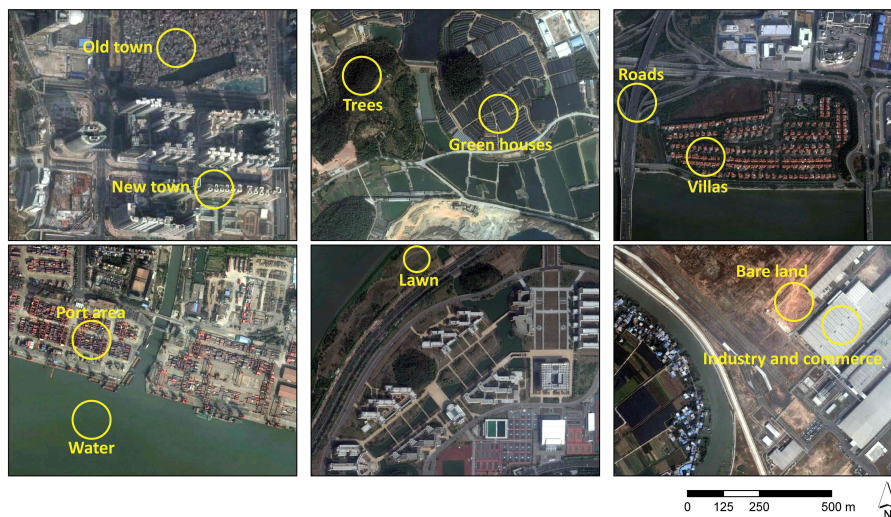 Old town
New town
Trees
Green houses
Roads
Villas
Port area
Water
Lawn
Bare land
Industry and commerce
0 125 250 500 m
N